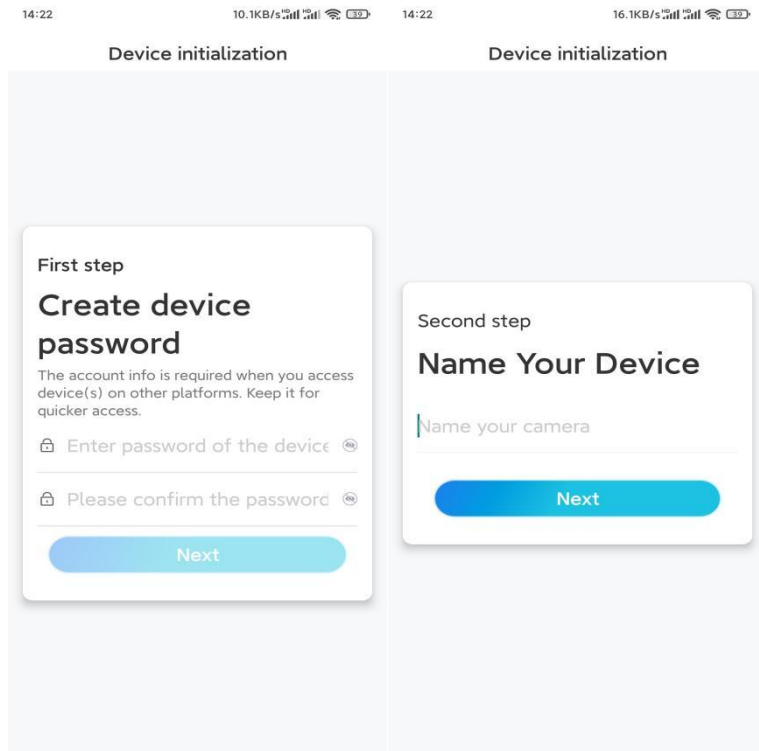 14:22
10.1KB/s
39
Device initialization
First step
Create device
password
The account info is required when you access
device(s) on other platforms. Keep it for
quicker access.
Enter password of the device
Please confirm the password
Next
14:22
16.1KB/s
39
Device initialization
Second step
Name Your Device
Name your camera
Next